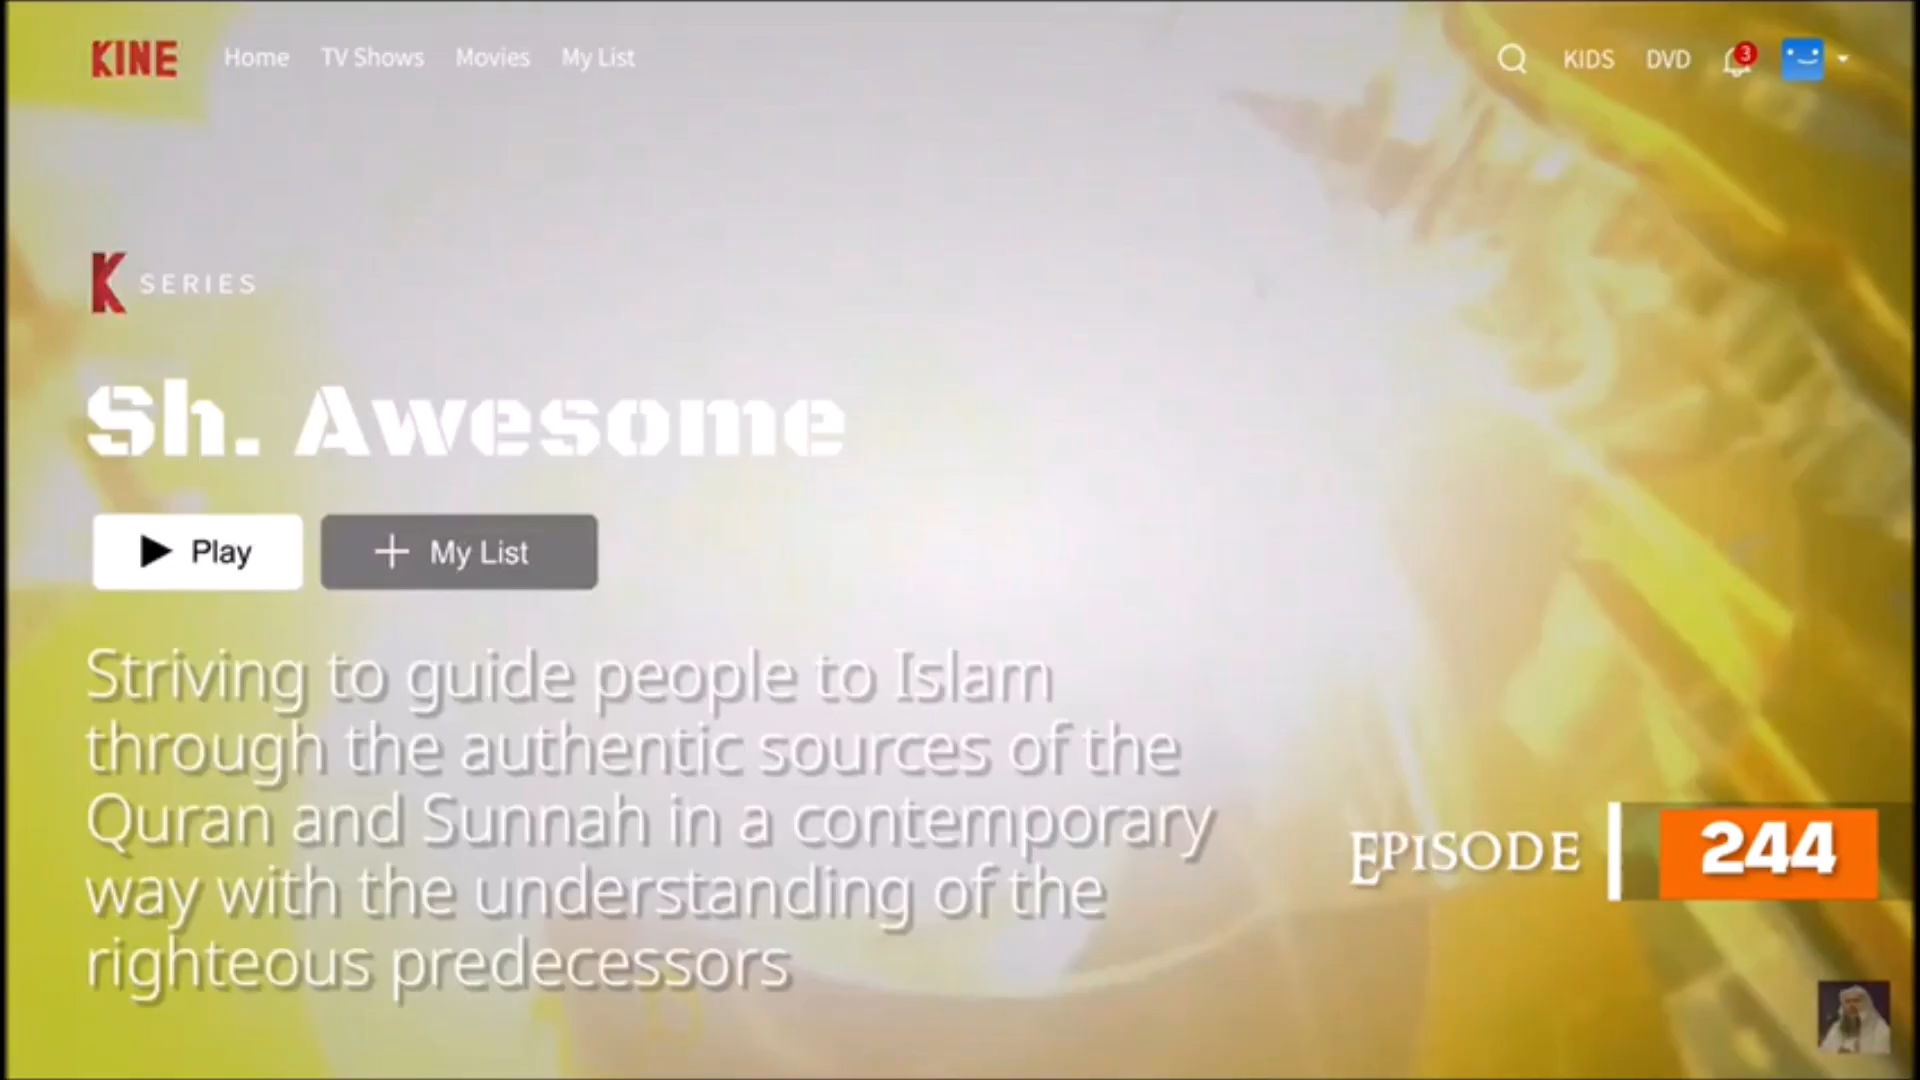 KINE Home TV Shows Movies My List KIDS DVD 3
K SERIES
Sh. Awesome
Play My List
Striving to guide people to Islam
through the authentic sources of the
Quran and Sunnah in a contemporary
way with the understanding of the
righteous predecessors
EPISODE 244